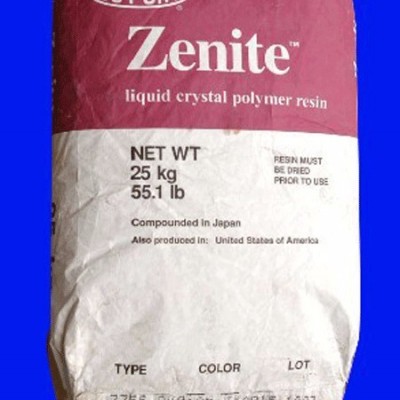 Zenite™
liquid crystal polymer resin
NET WT
25 kg
55.1 lb
RESIN MUST
BE DRIED
PRIOR TO USE
Compounded in Japan
Also produced in: United States of America
TYPE COLOR LOT